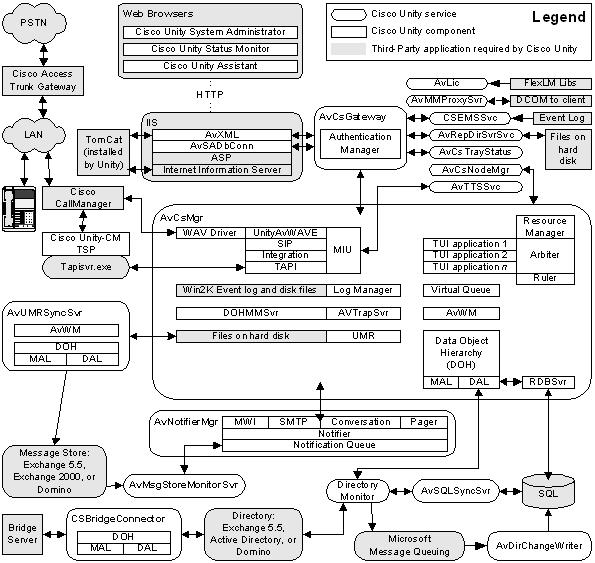 PSTN
Cisco Access
Trunk Gateway
LAN
Cisco
CallManager
Cisco Unity-CM
TSP
Tapisvr.exe
Web Browsers
Cisco Unity System Administrator
Cisco Unity Status Monitor
Cisco Unity Assistant
HTTP
Legend
Cisco Unity service
Cisco Unity component
Third-Party application required by Cisco Unity
TomCat
(installed
by Unity)
IIS
AvXML
AvSADbConn
ASP
Internet Information Server
AvCsGateway
Authentication
Manager
AvLic
FlexLM Libs
AvMMProxySvr
DCOM to client
CSEMSSvc
Event Log
AvRepDirSvrSvc
Files on
hard
disk
AvCsTrayStatus
AvCsNodeMgr
AvTTSSvc
AvCsMgr
WAV Driver
UnityAvWAVE
SIP
Integration
TAPI
MIU
Resource
Manager
TUI application 1
TUI application 2
TUI application n
Arbiter
Ruler
Win2K Event log and disk files
Log Manager
Virtual Queue
DOHMMSvr
AVTrapSvr
AvWM
Files on hard disk
UMR
Data Object
Hierarchy
(DOH)
MAL
DAL
RDBSvr
AvUMRSyncSvr
AvWM
DOH
MAL
DAL
AvNotifierMgr
MWI
SMTP
Conversation
Pager
Notifier
Notification Queue
Message Store:
Exchange 5.5,
Exchange 2000, or
Domino
AvMsgStoreMonitorSvr
Directory
Monitor
AvSQLSyncSvr
SQL
Bridge
Server
CSBridgeConnector
DOH
MAL
DAL
Directory:
Exchange 5.5,
Active Directory, or
Domino
Microsoft
Message Queuing
AvDirChangeWriter